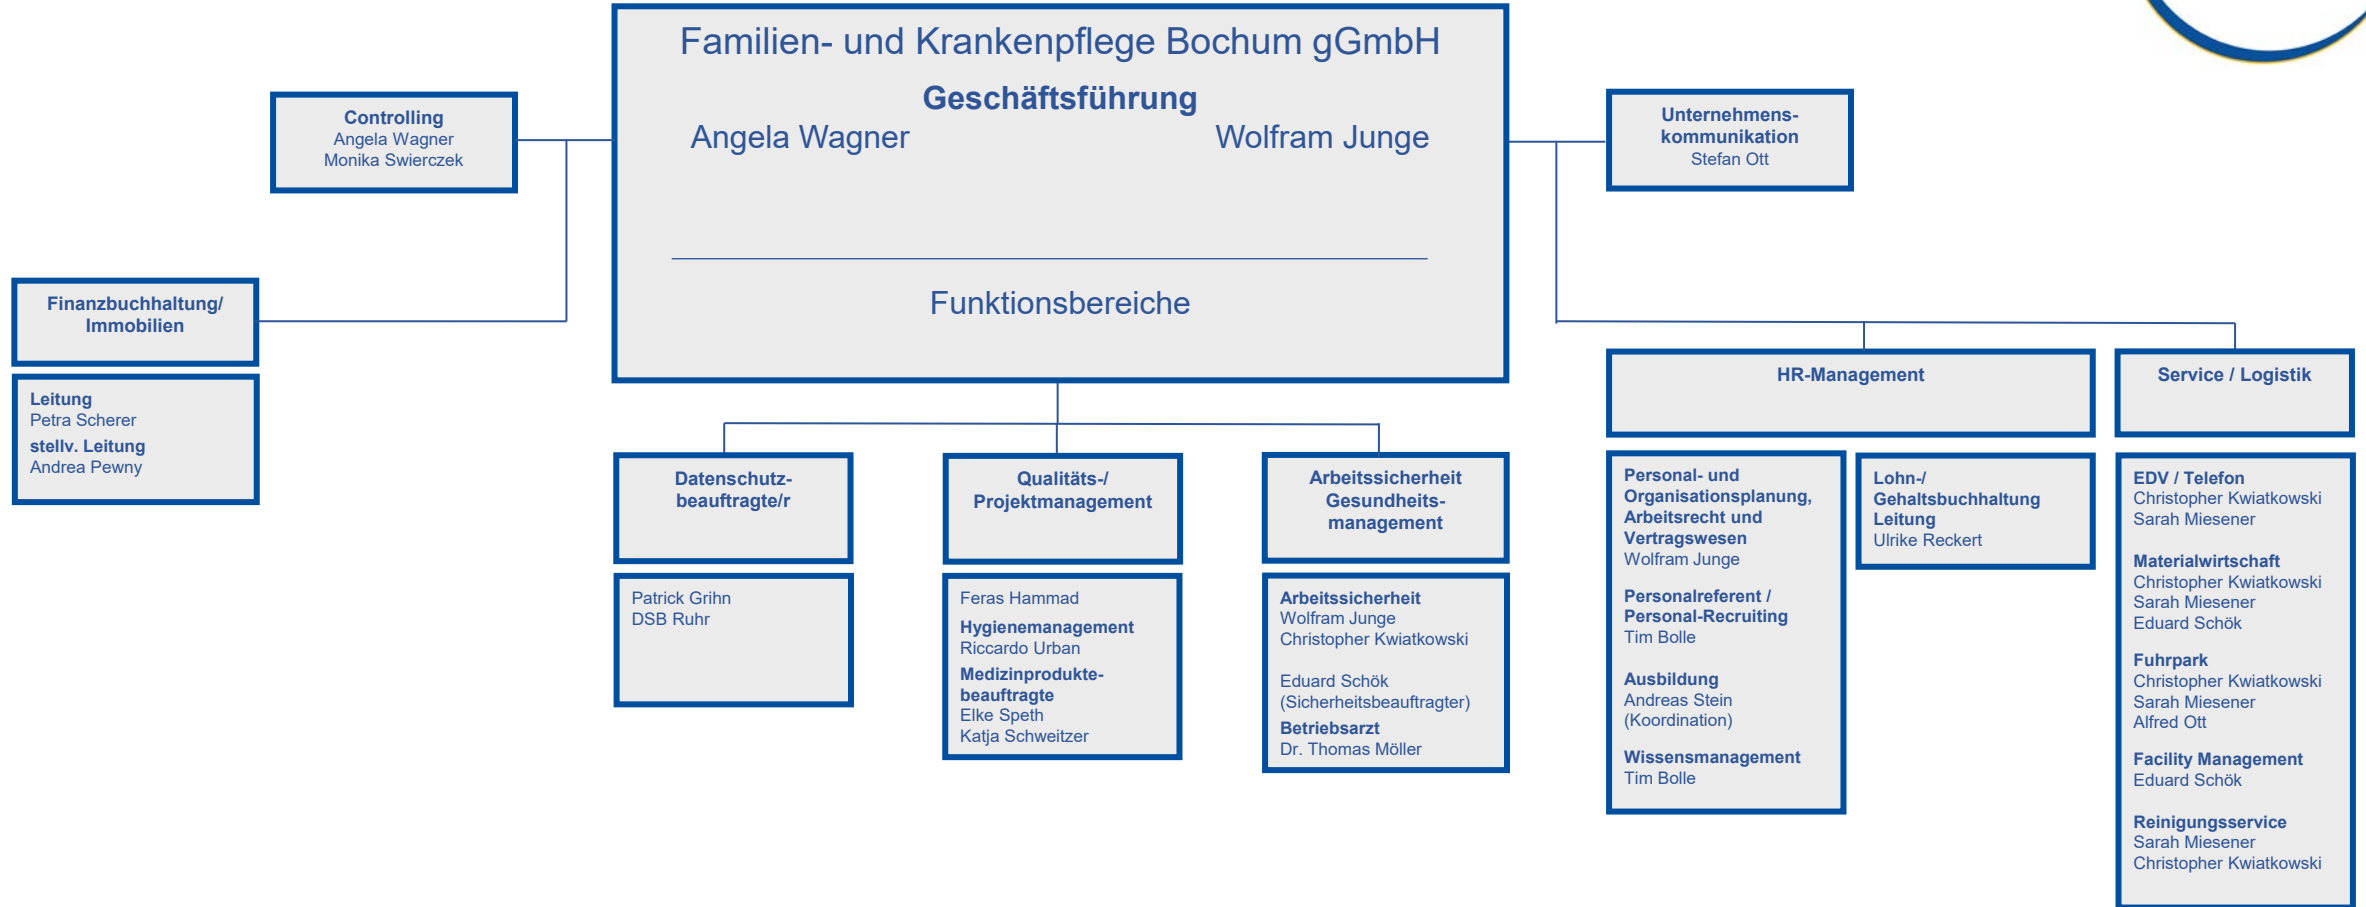 Familien- und Krankenpflege Bochum gGmbH
Geschäftsführung
Angela Wagner
Wolfram Junge
Funktionsbereiche
Controlling
Angela Wagner
Monika Swierczek
Unternehmens-
kommunikation
Stefan Ott
Finanzbuchhaltung/
Immobilien
Leitung
Petra Scherer
stellv. Leitung
Andrea Pewny
Datenschutz-
beauftragte/r
Patrick Grihn
DSB Ruhr
Qualitäts-/
Projektmanagement
Feras Hammad
Hygienemanagement
Riccardo Urban
Medizinprodukte-
beauftragte
Elke Speth
Katja Schweitzer
Arbeitssicherheit
Gesundheits-
management
Arbeitssicherheit
Wolfram Junge
Christopher Kwiatkowski
Eduard Schök
(Sicherheitsbeauftragter)
Betriebsarzt
Dr. Thomas Möller
HR-Management
Personal- und
Organisationsplanung,
Arbeitsrecht und
Vertragswesen
Wolfram Junge
Personalreferent /
Personal-Recruiting
Tim Bolle
Ausbildung
Andreas Stein
(Koordination)
Wissensmanagement
Tim Bolle
Lohn-/
Gehaltsbuchhaltung
Leitung
Ulrike Reckert
Service / Logistik
EDV / Telefon
Christopher Kwiatkowski
Sarah Miesener
Materialwirtschaft
Christopher Kwiatkowski
Sarah Miesener
Eduard Schök
Fuhrpark
Christopher Kwiatkowski
Sarah Miesener
Alfred Ott
Facility Management
Eduard Schök
Reinigungsservice
Sarah Miesener
Christopher Kwiatkowski